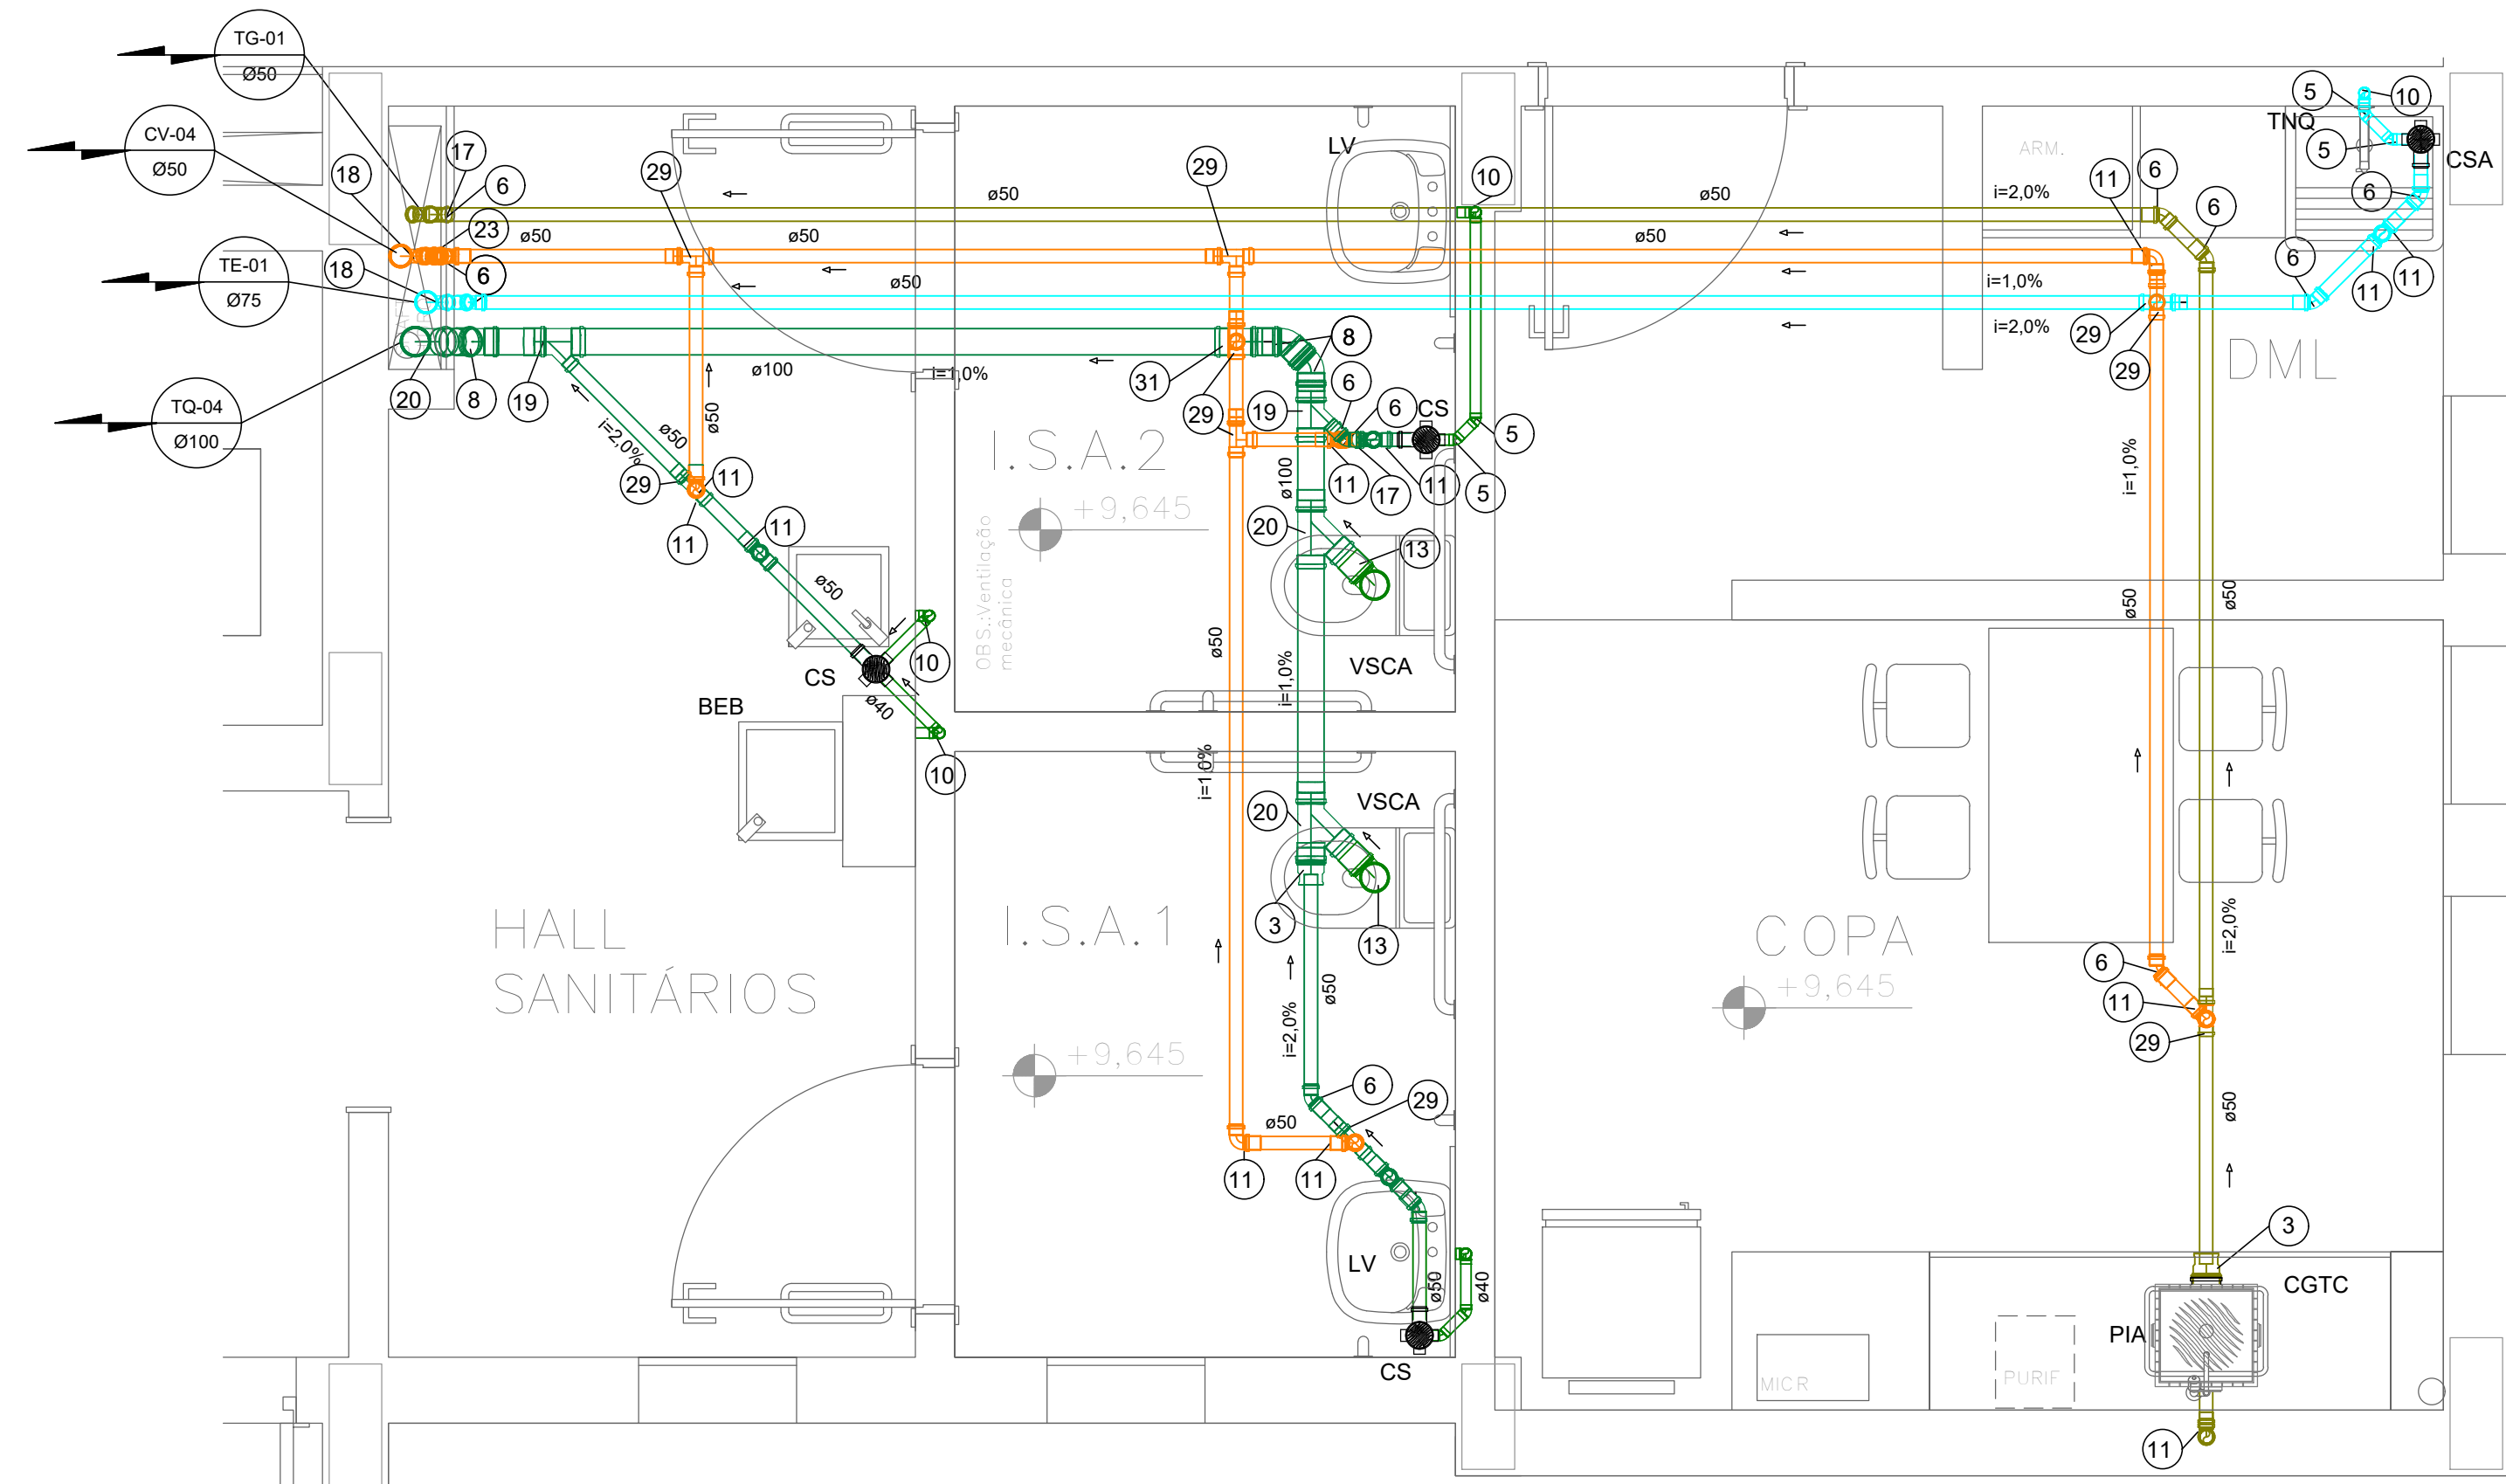 TG-01
Ø50
CV-04
Ø50
TE-01
Ø75
TQ-04
Ø100
17
6
18
23
6
18
20
8
19
29
ø50
ø50
ø50
ø50
29
LV
10
ø50
ø50
i=2,0%
11
6
6
ARM.
TNQ
5
10
5
CSA
6
6
11
11
i=1,0%
i=2,0%
29
29
DML
ø100
i=1,0%
31
29
8
6
19
6
CS
5
5
11
17
11
ø50
ø50
i=2,0%
29
11
11
11
ø50
I.S.A.2
+9,645
OBS.:Ventilação
mecânica
ø100
20
13
VSCA
i=1,0%
ø50
CS
10
ø40
BEB
10
i=1,0%
VSCA
20
3
13
i=1,0%
ø50
ø50
HALL
SANITÁRIOS
I.S.A.1
+9,645
ø50
i=2,0%
COPA
+9,645
6
11
29
i=2,0%
ø50
6
29
ø50
11
11
LV
ø50
ø40
CS
3
CGTC
PIA
MICR
PURIF
11